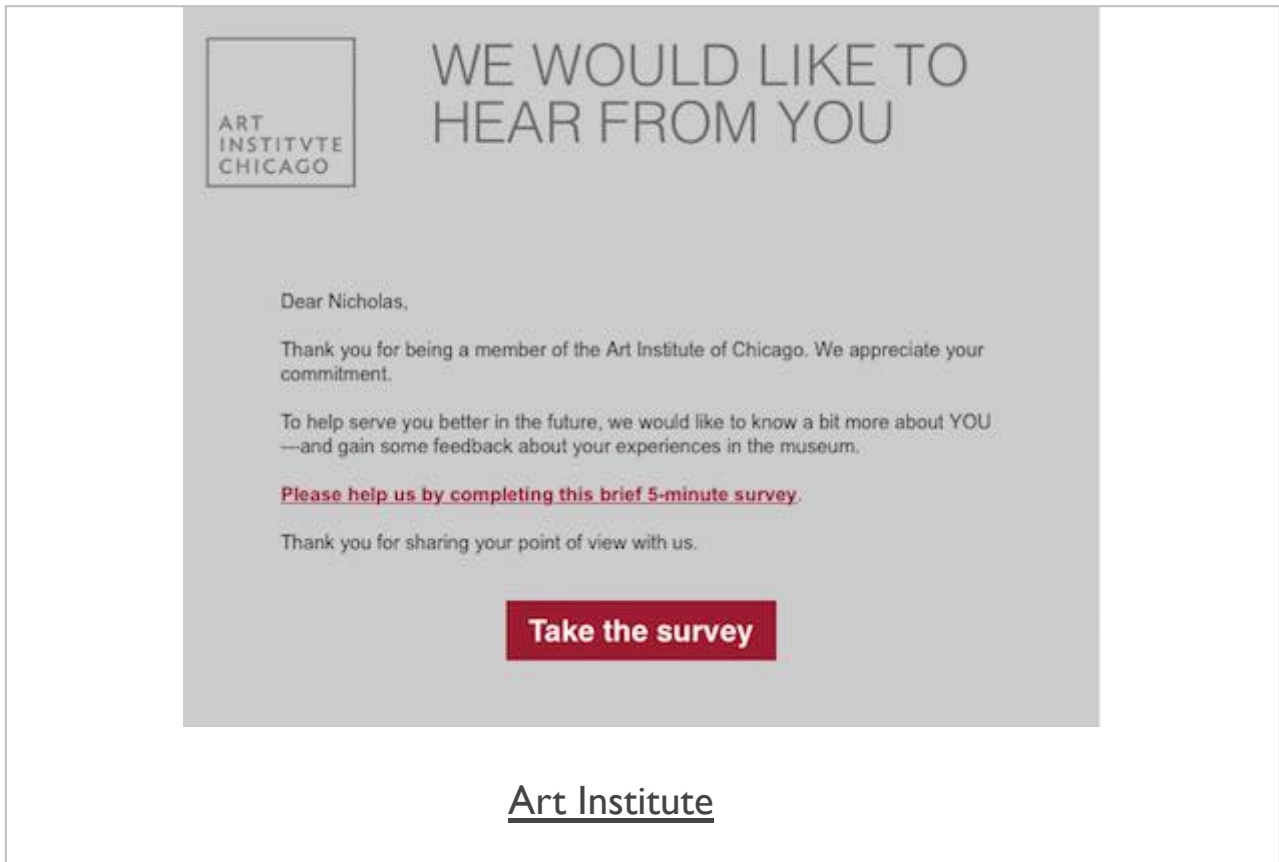 WE WOULD LIKE TO
HEAR FROM YOU
ART
INSTITVTE
CHICAGO
Dear Nicholas,
Thank you for being a member of the Art Institute of Chicago. We appreciate your
commitment.
To help serve you better in the future, we would like to know a bit more about YOU
—and gain some feedback about your experiences in the museum.
Please help us by completing this brief 5-minute survey.
Thank you for sharing your point of view with us.
Take the survey
Art Institute